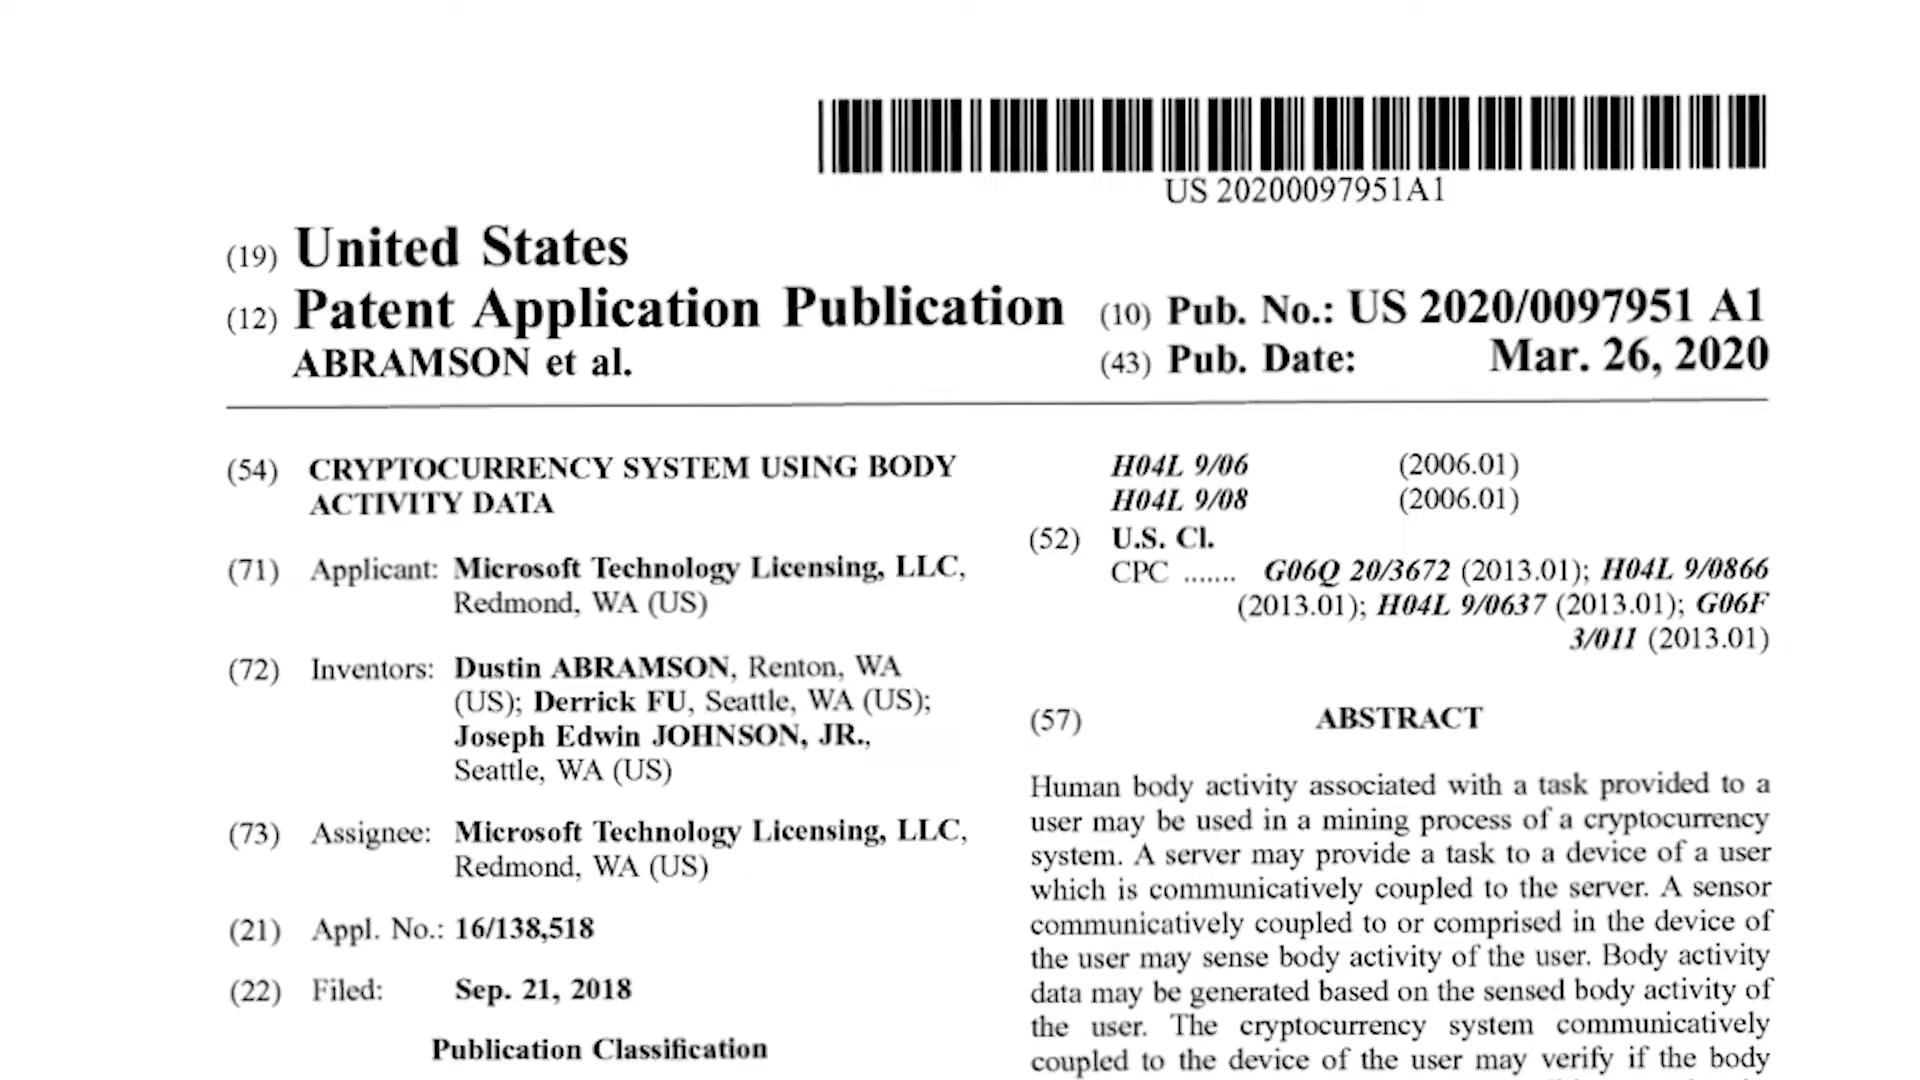 US 20200097951A1
(19) United States
(12) Patent Application Publication
ABRAMSON et al.
(10) Pub. No.: US 2020/0097951 A1
(43) Pub. Date: Mar. 26, 2020
(54) CRYPTOCURRENCY SYSTEM USING BODY
ACTIVITY DATA
(71) Applicant: Microsoft Technology Licensing, LLC,
Redmond, WA (US)
(72) Inventors: Dustin ABRAMSON, Renton, WA
(US); Derrick FU, Seattle, WA (US);
Joseph Edwin JOHNSON, JR.,
Seattle, WA (US)
(73) Assignee: Microsoft Technology Licensing, LLC,
Redmond, WA (US)
(21) Appl. No.: 16/138,518
(22) Filed: Sep. 21, 2018
Publication Classification
H04L 9/06 (2006.01)
H04L 9/08 (2006.01)
(52) U.S. Cl.
CPC ....... G06Q 20/3672 (2013.01); H04L 9/0866
(2013.01); H04L 9/0637 (2013.01); G06F
3/011 (2013.01)
(57) ABSTRACT
Human body activity associated with a task provided to a
user may be used in a mining process of a cryptocurrency
system. A server may provide a task to a device of a user
which is communicatively coupled to the server. A sensor
communicatively coupled to or comprised in the device of
the user may sense body activity of the user. Body activity
data may be generated based on the sensed body activity of
the user. The cryptocurrency system communicatively
coupled to the device of the user may verify if the body